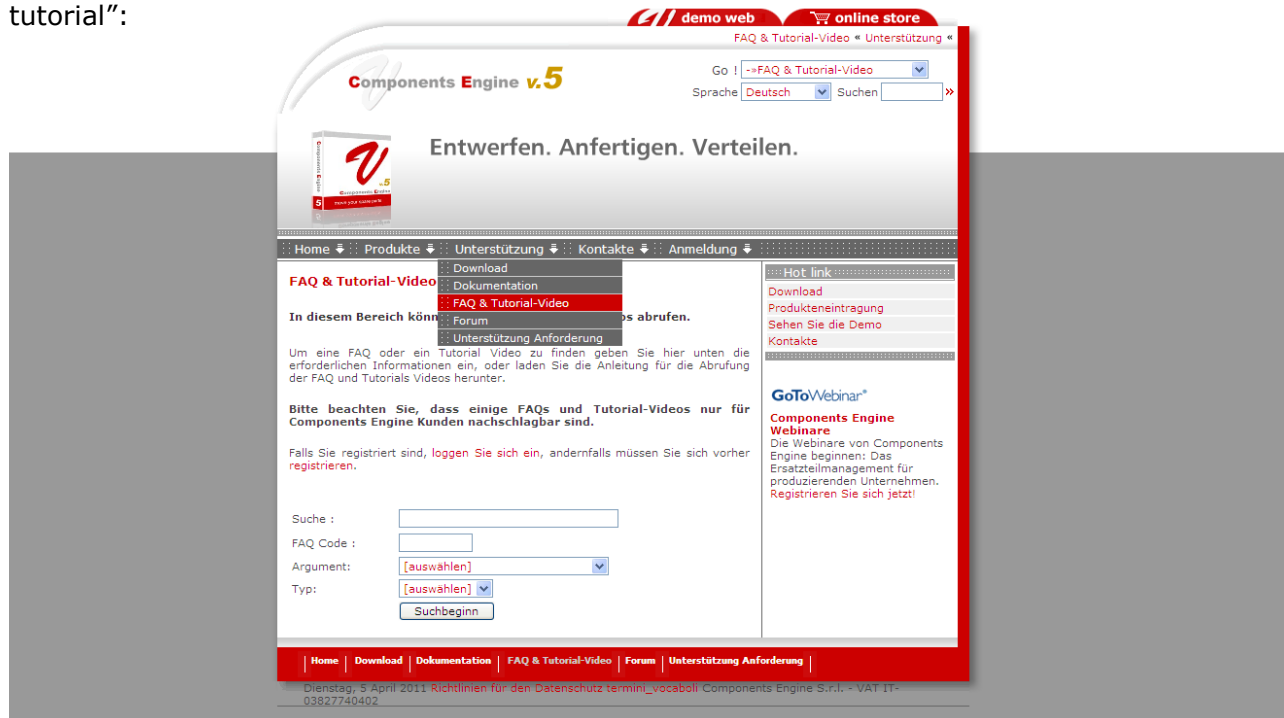 tutorial”:
demo web online store
FAQ & Tutorial-Video « Unterstützung «
Components Engine v.5
Go ! -»FAQ & Tutorial-Video
Sprache Deutsch Suchen »
Entwerfen. Anfertigen. Verteilen.
Home Produkte Unterstützung Kontakte Anmeldung
Download
Dokumentation
FAQ & Tutorial-Video
Forum
Unterstützung Anforderung
FAQ & Tutorial-Video
In diesem Bereich abrufen.
Um eine FAQ oder ein Tutorial Video zu finden geben Sie hier unten die
erforderlichen Informationen ein, oder laden Sie die Anleitung für die Abrufung
der FAQ und Tutorials Videos herunter.
Bitte beachten Sie, dass einige FAQs und Tutorial-Videos nur für
Components Engine Kunden nachschlagbar sind.
Falls Sie registriert sind, loggen Sie sich ein, andernfalls müssen Sie sich vorher
registrieren.
Suche :
FAQ Code :
Argument: [auswählen]
Typ: [auswählen]
Suchbeginn
Hot link
Download
Produkteneintragung
Sehen Sie die Demo
Kontakte
GoToWebinar
Components Engine
Webinare
Die Webinare von Components
Engine beginnen: Das
Ersatzteilmanagement für
produzierenden Unternehmen.
Registrieren Sie sich jetzt!
Home Download Dokumentation FAQ & Tutorial-Video Forum Unterstützung Anforderung
Dienstag, 5 April 2011 Richtlinien für den Datenschutz termini_vocaboli Components Engine S.r.l. - VAT IT-
03827740402